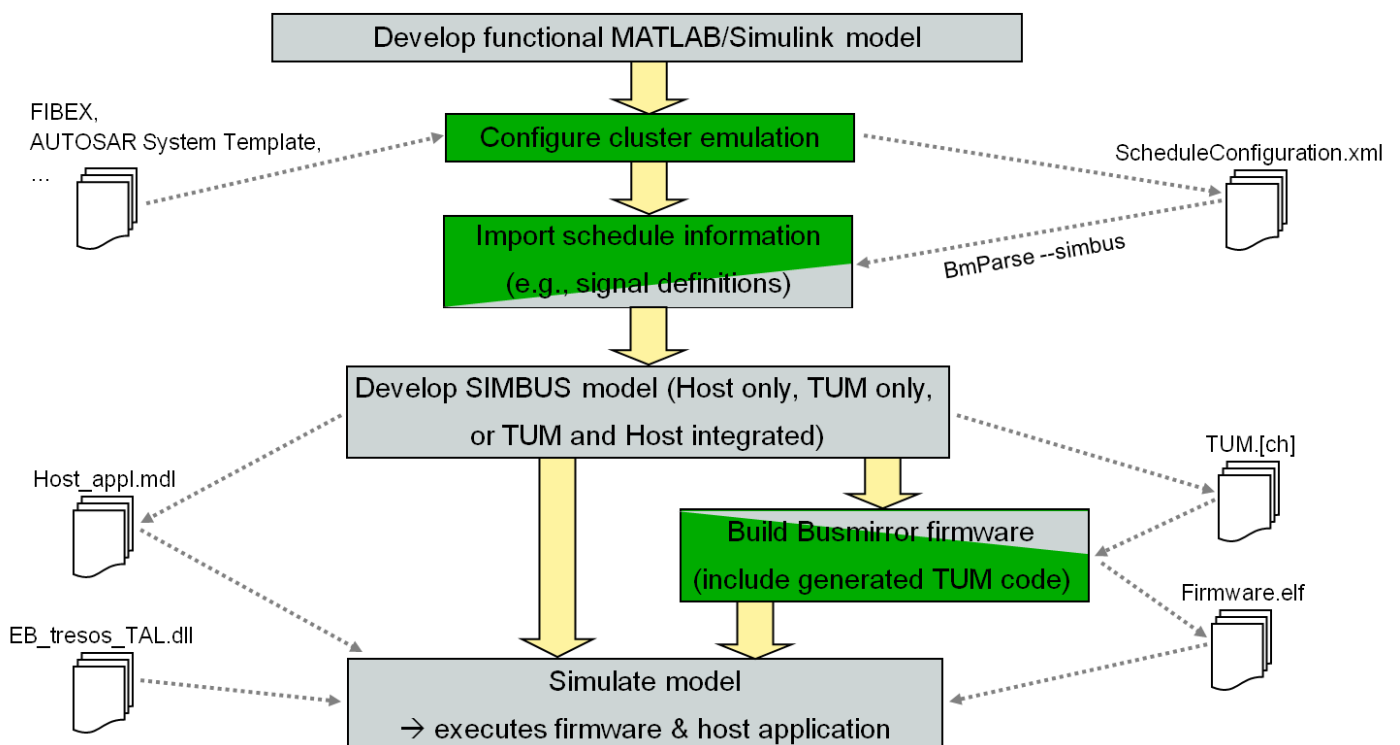 Develop functional MATLAB/Simulink model
FIBEX,
AUTOSAR System Template,
...
Configure cluster emulation
ScheduleConfiguration.xml
Import schedule information
(e.g., signal definitions)
BmParse --simbus
Develop SIMBUS model (Host only, TUM only,
or TUM and Host integrated)
Host_appl.mdl
TUM.[ch]
Build Busmirror firmware
(include generated TUM code)
Firmware.elf
EB_tresos_TAL.dll
Simulate model
→ executes firmware & host application